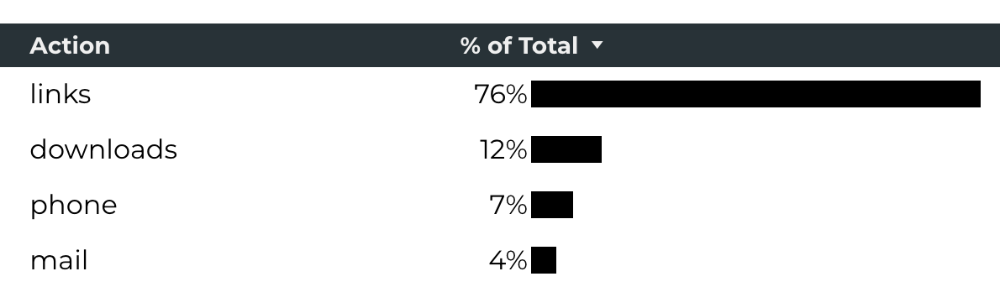 Action % of Total
links 76%
downloads 12%
phone 7%
mail 4%